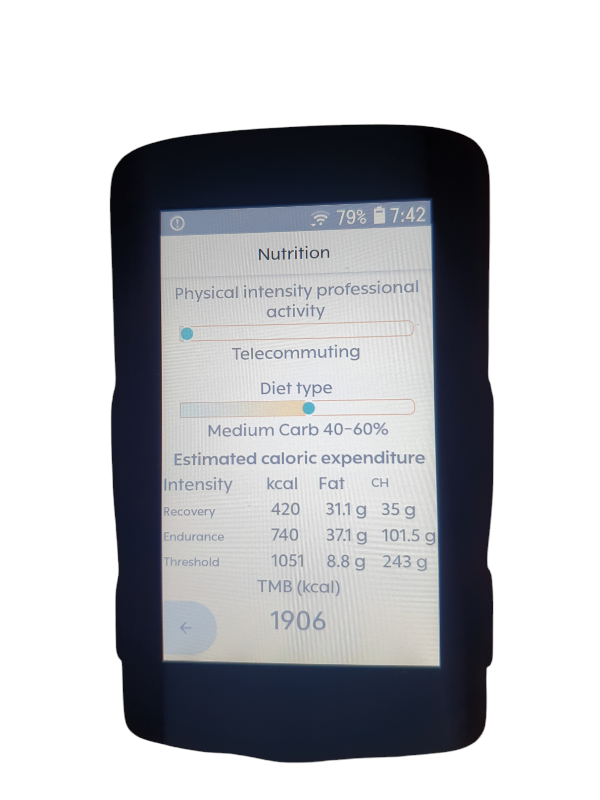 79% 7:42
Nutrition
Physical intensity professional
activity
Telecommuting
Diet type
Medium Carb 40-60%
Estimated caloric expenditure
Intensity kcal Fat CH
Recovery 420 31.1 g 35 g
Endurance 740 37.1 g 101.5 g
Threshold 1051 8.8 g 243 g
TMB (kcal)
1906